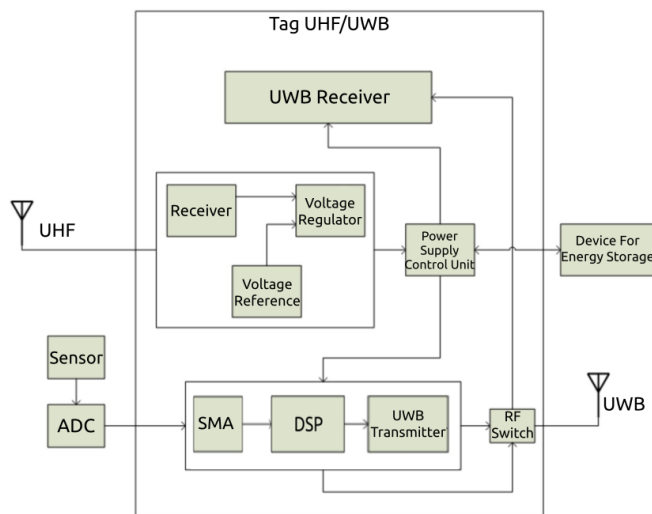 Tag UHF/UWB
UWB Receiver
UHF
Receiver
Voltage
Regulator
Voltage
Reference
Power
Supply
Control Unit
Device For
Energy Storage
Sensor
ADC
SMA
DSP
UWB
Transmitter
RF
Switch
UWB